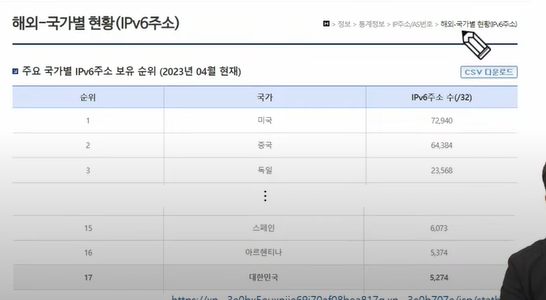 해외-국가별 현황(IPv6주소)
> 정보 > 통계정보 > IP주소/AS번호 > 해외-국가별 현황(IPv6주소)
주요 국가별 IPv6주소 보유 순위 (2023년 04월 현재)
CSV 다운로드
순위 국가 IPv6주소 수(/32)
1 미국 72,940
2 중국 64,384
3 독일 23,568
⋮
15 스페인 6,073
16 아르헨티나 5,374
17 대한민국 5,274